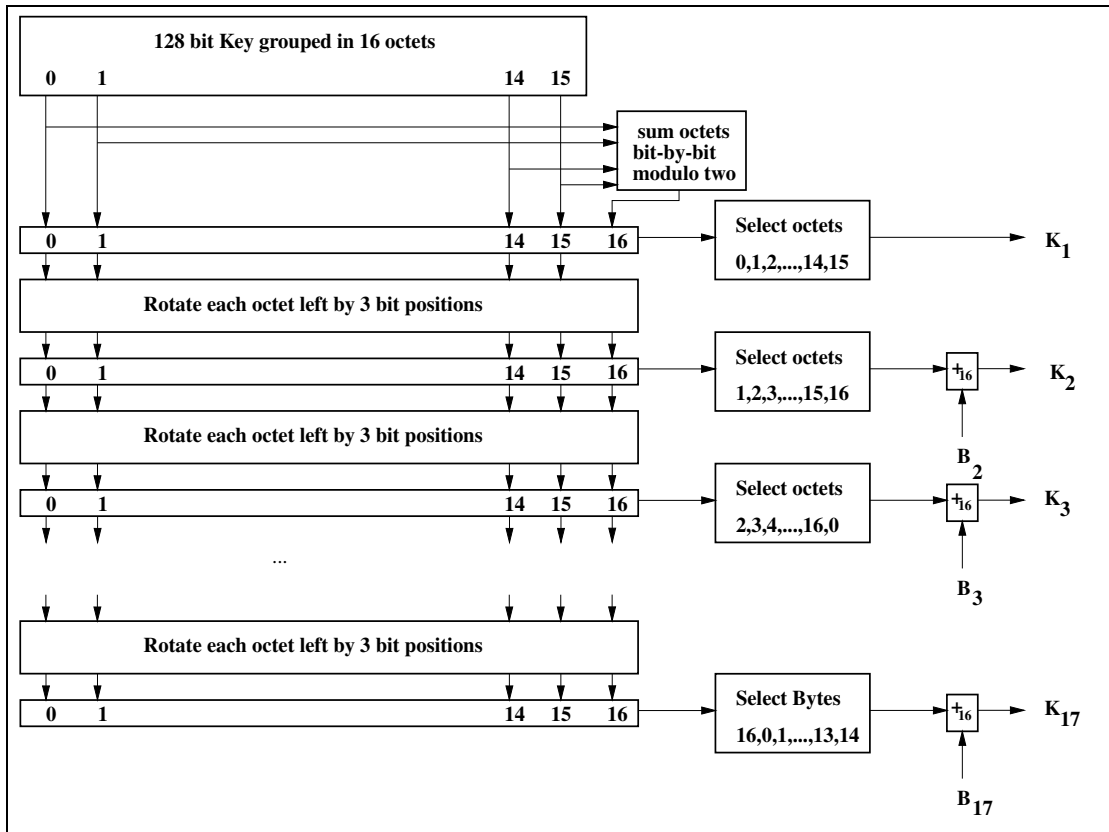 128 bit Key grouped in 16 octets
0 1 14 15
sum octets
bit-by-bit
modulo two
0 1 14 15 16
Select octets
0,1,2,...,14,15
K1
Rotate each octet left by 3 bit positions
0 1 14 15 16
Select octets
1,2,3,...,15,16
+16
K2
B2
Rotate each octet left by 3 bit positions
0 1 14 15 16
Select octets
2,3,4,...,16,0
+16
K3
B3
...
Rotate each octet left by 3 bit positions
0 1 14 15 16
Select Bytes
16,0,1,...,13,14
+16
K17
B17